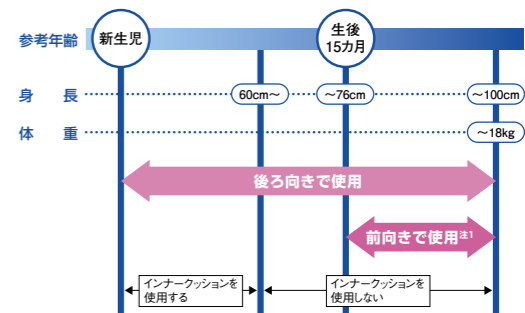 参考年齢
新生児
生後
15カ月
身 長
60cm~
~76cm
~100cm
体 重
~18kg
後ろ向きで使用
前向きで使用注1
インナークッションを
使用する
インナークッションを
使用しない